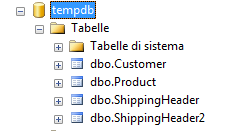 tempdb
Tabelle
Tabelle di sistema
dbo.Customer
dbo.Product
dbo.ShippingHeader
dbo.ShippingHeader2